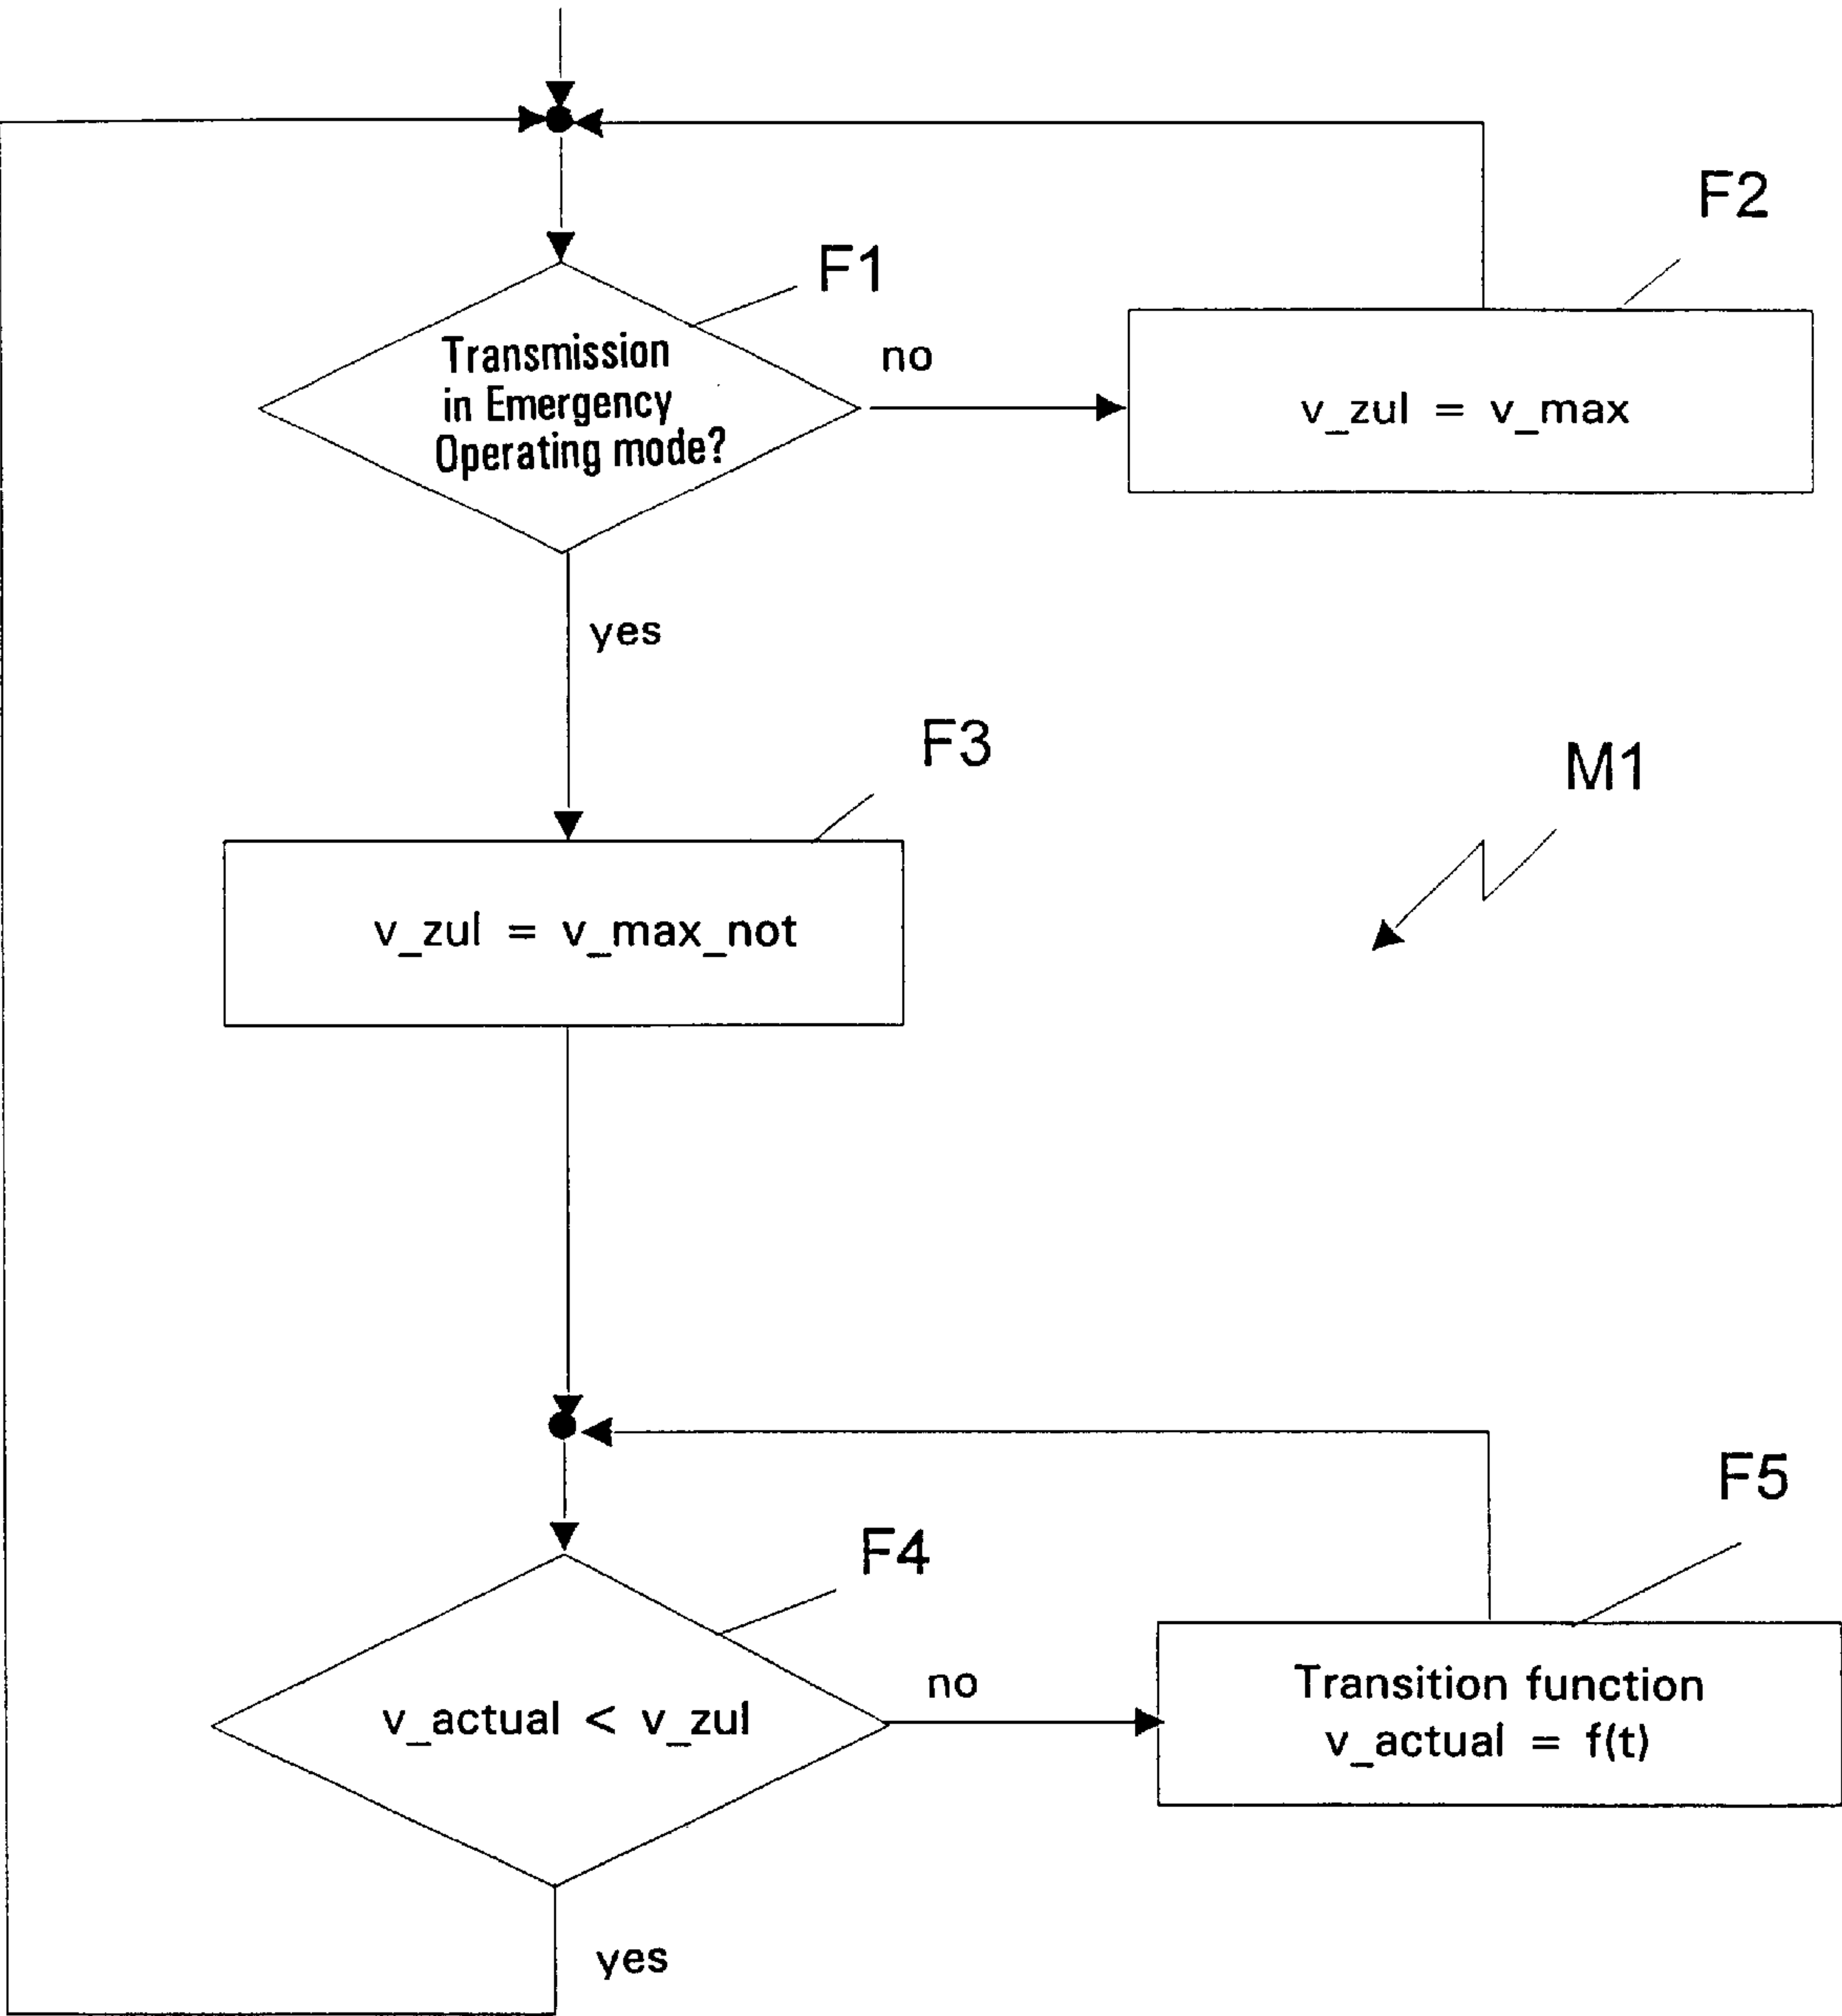 F2
F1
Transmission
in Emergency
Operating mode?
no
v_zul = v_max
yes
F3
M1
v_zul = v_max_not
F5
F4
no
v_actual < v_zul
Transition function
v_actual = f(t)
yes